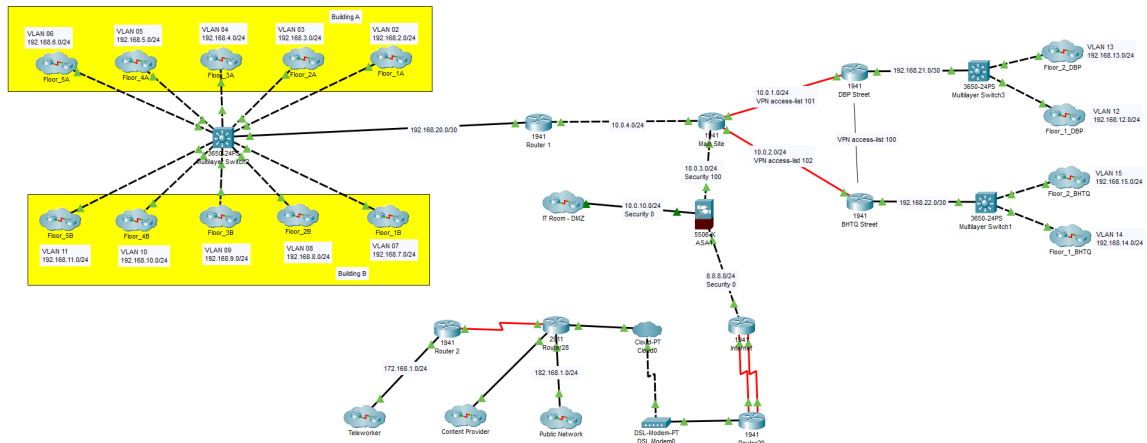 Building A
VLAN 06
192.168.6.0/24
Floor_5A
VLAN 05
192.168.5.0/24
Floor_4A
VLAN 04
192.168.4.0/24
Floor_3A
VLAN 03
192.168.3.0/24
Floor_2A
VLAN 02
192.168.2.0/24
Floor_1A
3650-24PS
Multilayer Switch2
192.168.20.0/30
1941
Router 1
10.0.4.0/24
1941
Main Site
10.0.1.0/24
VPN access-list 101
10.0.2.0/24
VPN access-list 102
1941
DBP Street
VPN access-list 100
192.168.21.0/30
3650-24PS
Multilayer Switch3
VLAN 13
192.168.13.0/24
Floor_2_DBP
VLAN 12
192.168.12.0/24
Floor_1_DBP
1941
BHTQ Street
192.168.22.0/30
3650-24PS
Multilayer Switch1
VLAN 15
192.168.15.0/24
Floor_2_BHTQ
VLAN 14
192.168.14.0/24
Floor_1_BHTQ
Floor_5B
VLAN 11
192.168.11.0/24
Floor_4B
VLAN 10
192.168.10.0/24
Floor_3B
VLAN 09
192.168.9.0/24
Floor_2B
VLAN 08
192.168.8.0/24
Floor_1B
VLAN 07
192.168.7.0/24
Building B
10.0.3.0/24
Security 100
IT Room - DMZ
10.0.10.0/24
Security 0
5506-X
8.8.8.8/24
Security 0
1941
Internet
1941
Router 2
172.168.1.0/24
Teleworker
Router28
182.168.1.0/24
Content Provider
Public Network
Cloud-PT
Cloud0
DSL-Modem-PT
DSL Modem0
1941